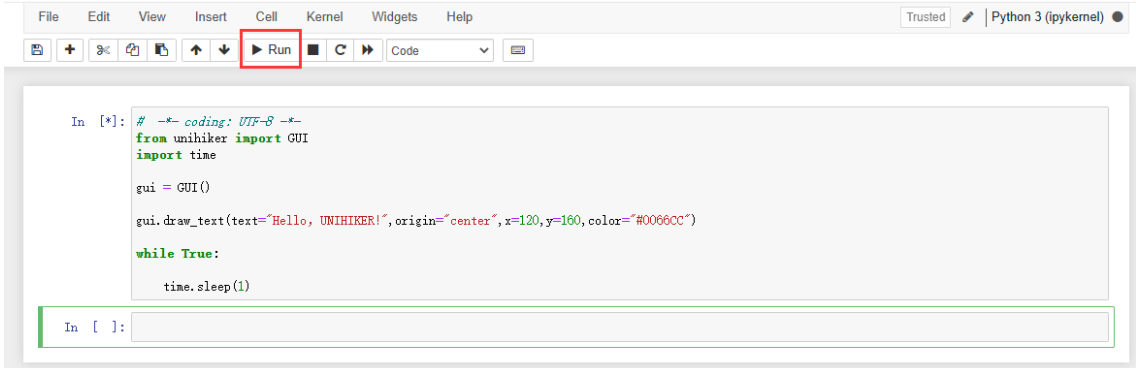 File Edit View Insert Cell Kernel Widgets Help Trusted Python 3 (ipykernel)
Run Code
In [*]: # -*- coding: UTF-8 -*-
from unihiker import GUI
import time
gui = GUI()
gui.draw_text(text="Hello, UNIHIKER!",origin="center",x=120,y=160,color="#0066CC")
while True:
    time.sleep(1)
In [ ]: